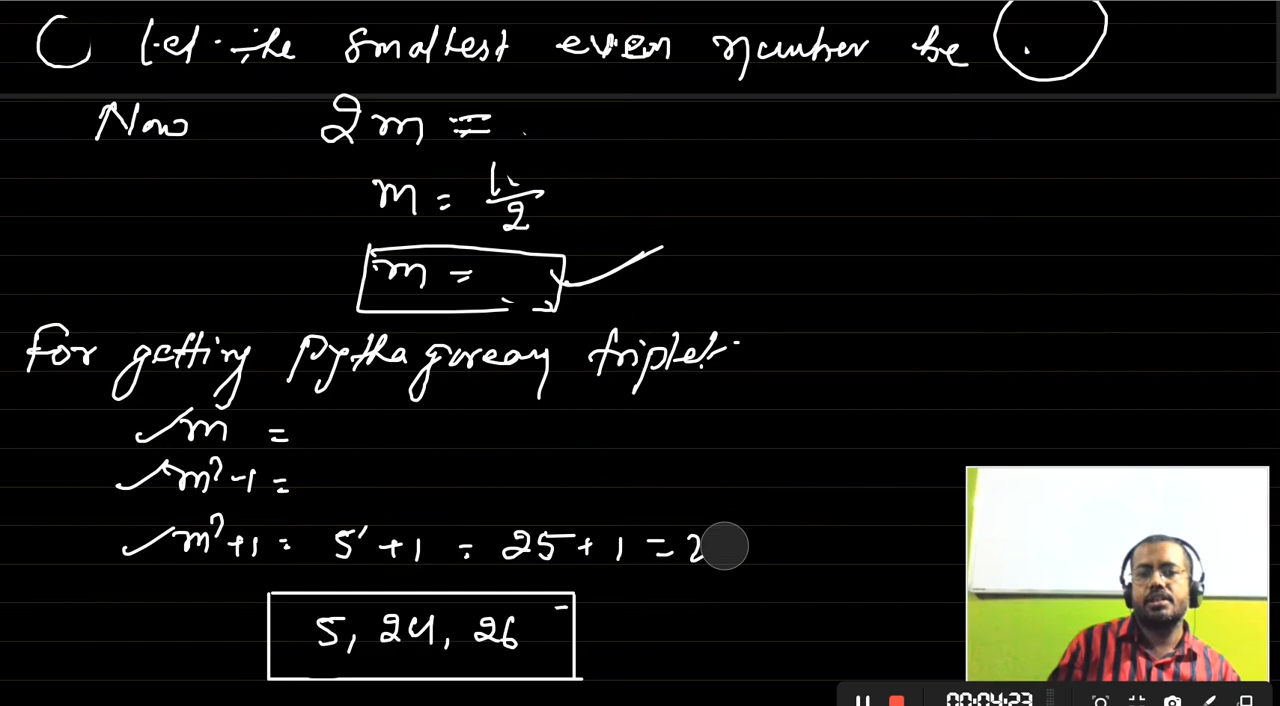 Let the smallest even number be
Now 2m =
m = /2
m =
For getting Pythagorean triplet
m =
m² - 1 =
m² + 1 = 5² + 1 = 25 + 1 = 2
5, 24, 26
00:04:23